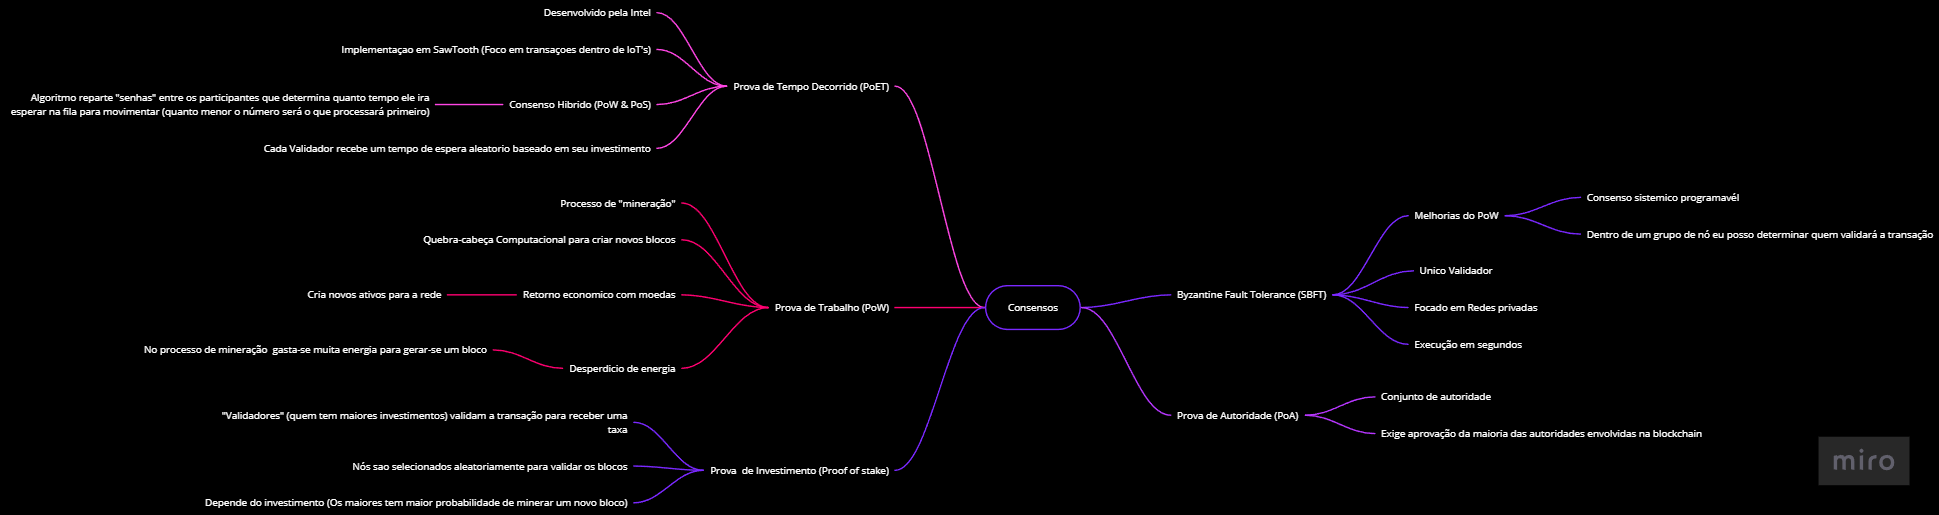 Desenvolvido pela Intel
Implementaçao em SawTooth (Foco em transaçoes dentro de IoT's)
Prova de Tempo Decorrido (PoET)
Algoritmo reparte "senhas" entre os participantes que determina quanto tempo ele ira
esperar na fila para movimentar (quanto menor o número será o que processará primeiro)
Consenso Hibrido (PoW & PoS)
Cada Validador recebe um tempo de espera aleatorio baseado em seu investimento
Processo de "mineração"
Quebra-cabeça Computacional para criar novos blocos
Cria novos ativos para a rede
Retorno economico com moedas
Prova de Trabalho (PoW)
No processo de mineração gasta-se muita energia para gerar-se um bloco
Desperdicio de energia
"Validadores" (quem tem maiores investimentos) validam a transação para receber uma
taxa
Nós sao selecionados aleatoriamente para validar os blocos
Prova de Investimento (Proof of stake)
Depende do investimento (Os maiores tem maior probabilidade de minerar um novo bloco)
Consensos
Byzantine Fault Tolerance (SBFT)
Melhorias do PoW
Consenso sistemico programavél
Dentro de um grupo de nó eu posso determinar quem validará a transação
Unico Validador
Focado em Redes privadas
Execução em segundos
Prova de Autoridade (PoA)
Conjunto de autoridade
Exige aprovação da maioria das autoridades envolvidas na blockchain
miro